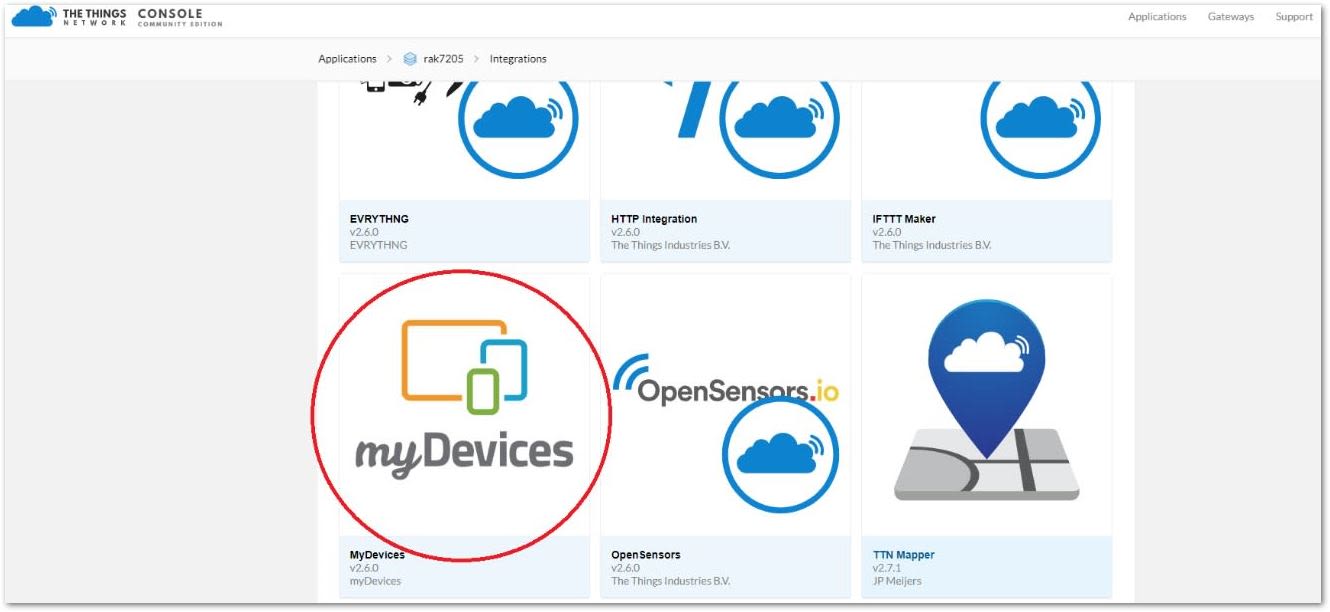 THE THINGS CONSOLE
NETWORK COMMUNITY EDITION
Applications Gateways Support
Applications > rak7205 > Integrations
EVRYTHNG
v2.6.0
EVRYTHNG
HTTP Integration
v2.6.0
The Things Industries B.V.
IFTTT Maker
v2.6.0
The Things Industries B.V.
myDevices
OpenSensors.io
MyDevices
v2.6.0
myDevices
OpenSensors
v2.6.0
The Things Industries B.V.
TTN Mapper
v2.7.1
JP Meijers